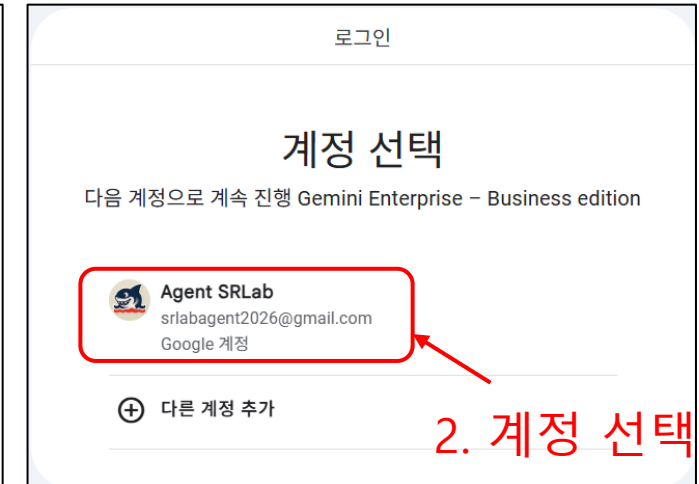 로그인
계정 선택
다음 계정으로 계속 진행 Gemini Enterprise – Business edition
Agent SRLab
srlabagent2026@gmail.com
Google 계정
다른 계정 추가
2. 계정 선택